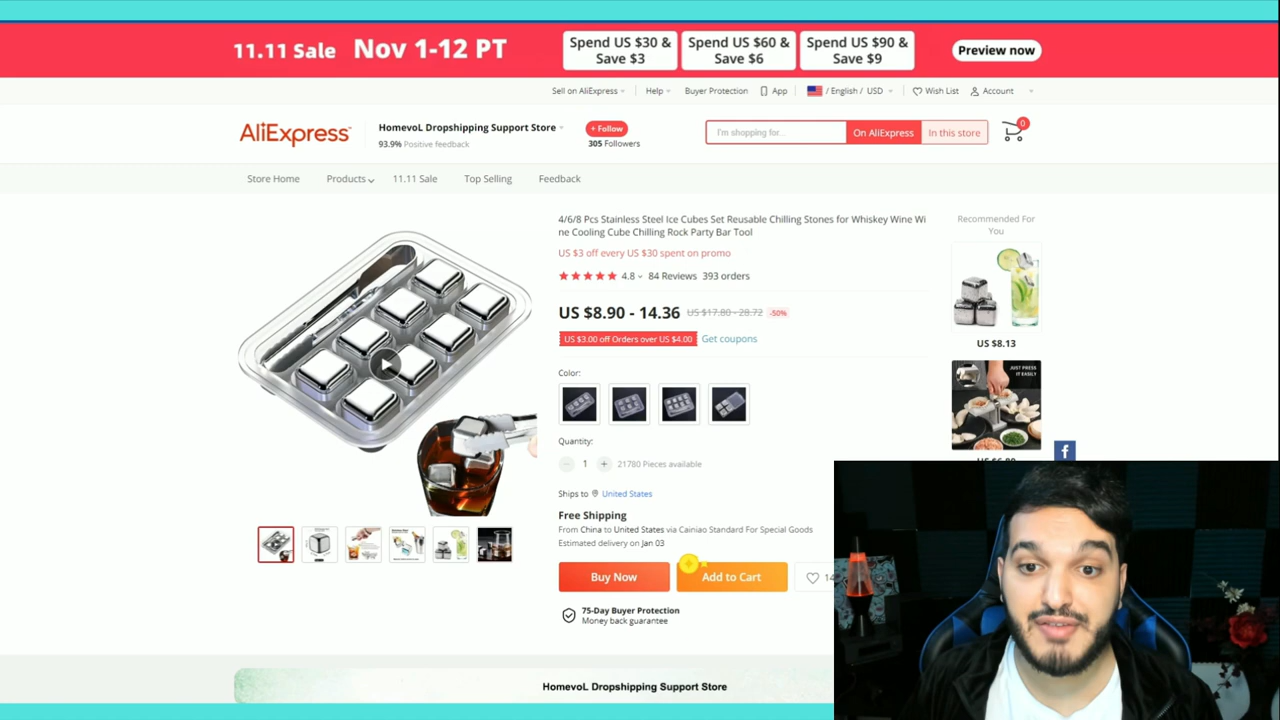 11.11 Sale Nov 1-12 PT
Spend US $30 &
Save $3
Spend US $60 &
Save $6
Spend US $90 &
Save $9
Preview now
Sell on AliExpress
Help
Buyer Protection
App
/ English / USD
Wish List
Account
AliExpress
HomevoL Dropshipping Support Store
93.9% Positive feedback
+ Follow
305 Followers
I'm shopping for...
On AliExpress
In this store
0
Store Home
Products
11.11 Sale
Top Selling
Feedback
4/6/8 Pcs Stainless Steel Ice Cubes Set Reusable Chilling Stones for Whiskey Wine Wi
ne Cooling Cube Chilling Rock Party Bar Tool
US $3 off every US $30 spent on promo
4.8 84 Reviews 393 orders
US $8.90 - 14.36 US $17.80 - 28.72 -50%
US $3.00 off Orders over US $4.00 Get coupons
Color:
Quantity:
1
21780 Pieces available
Ships to United States
Free Shipping
From China to United States via Cainiao Standard For Special Goods
Estimated delivery on Jan 03
Buy Now
Add to Cart
75-Day Buyer Protection
Money back guarantee
Recommended For
You
US $8.13
JUST PRESS
IT EASILY
f
HomevoL Dropshipping Support Store